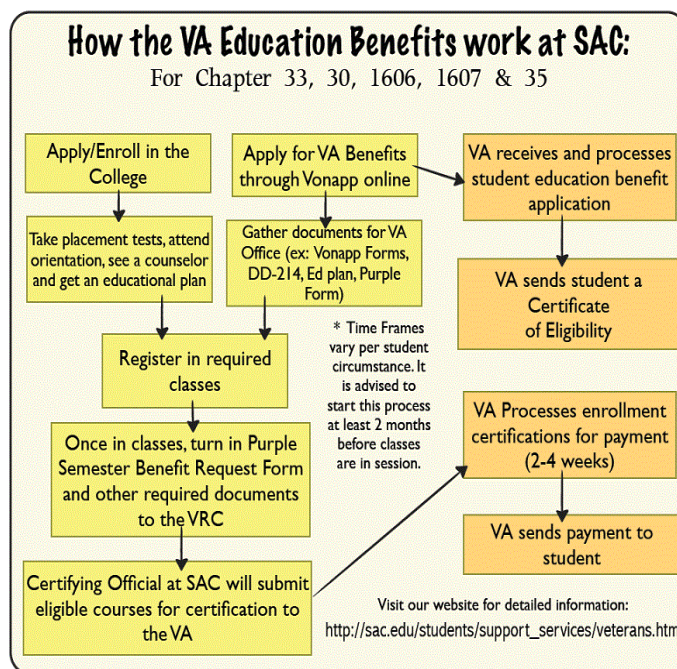 How the VA Education Benefits work at SAC:
For Chapter 33, 30, 1606, 1607 & 35
Apply/Enroll in the
College
Take placement tests, attend
orientation, see a counselor
and get an educational plan
Apply for VA Benefits
through Vonapp online
Gather documents for VA
Office (ex: Vonapp Forms,
DD-214, Ed plan, Purple
Form)
VA receives and processes
student education benefit
application
VA sends student a
Certificate
of Eligibility
Register in required
classes
* Time Frames
vary per student
circumstance. It
is advised to
start this process
at least 2 months
before classes
are in session.
Once in classes, turn in Purple
Semester Benefit Request Form
and other required documents
to the VRC
Certifying Official at SAC will submit
eligible courses for certification to
the VA
VA Processes enrollment
certifications for payment
(2-4 weeks)
VA sends payment to
student
Visit our website for detailed information:
http://sac.edu/students/support_services/veterans.htm